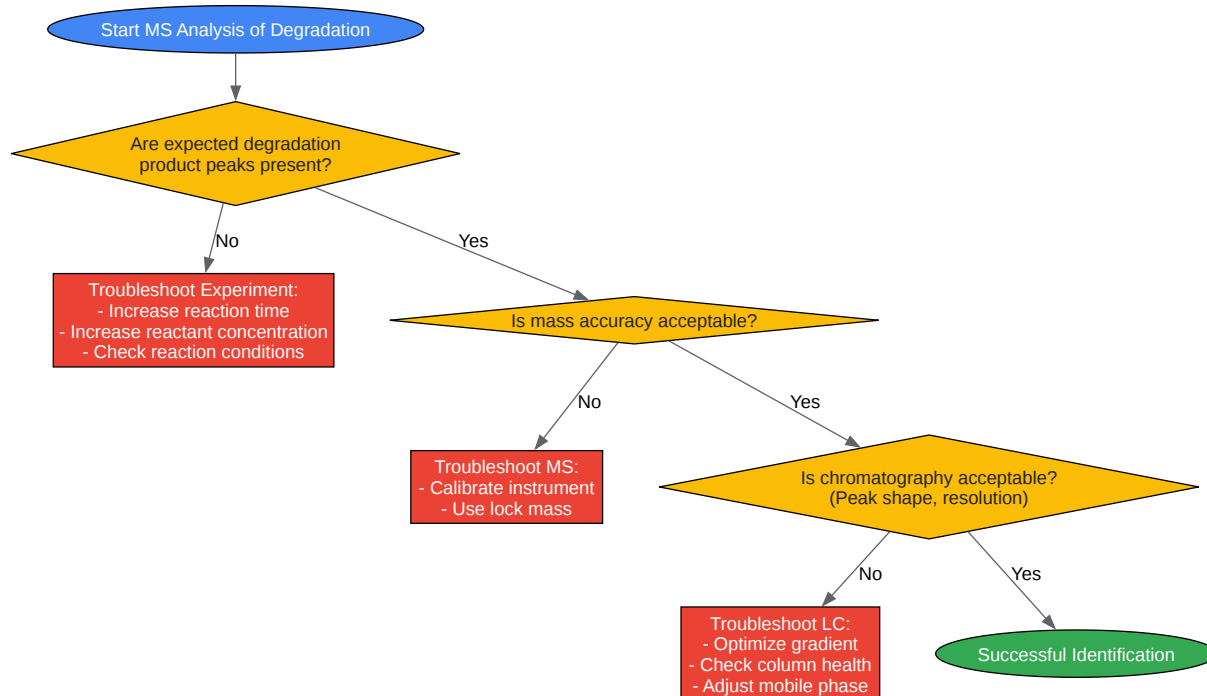 Start MS Analysis of Degradation
Are expected degradation
product peaks present?
No
Yes
Troubleshoot Experiment:
- Increase reaction time
- Increase reactant concentration
- Check reaction conditions
Is mass accuracy acceptable?
No
Yes
Troubleshoot MS:
- Calibrate instrument
- Use lock mass
Is chromatography acceptable?
(Peak shape, resolution)
No
Yes
Troubleshoot LC:
- Optimize gradient
- Check column health
- Adjust mobile phase
Successful Identification